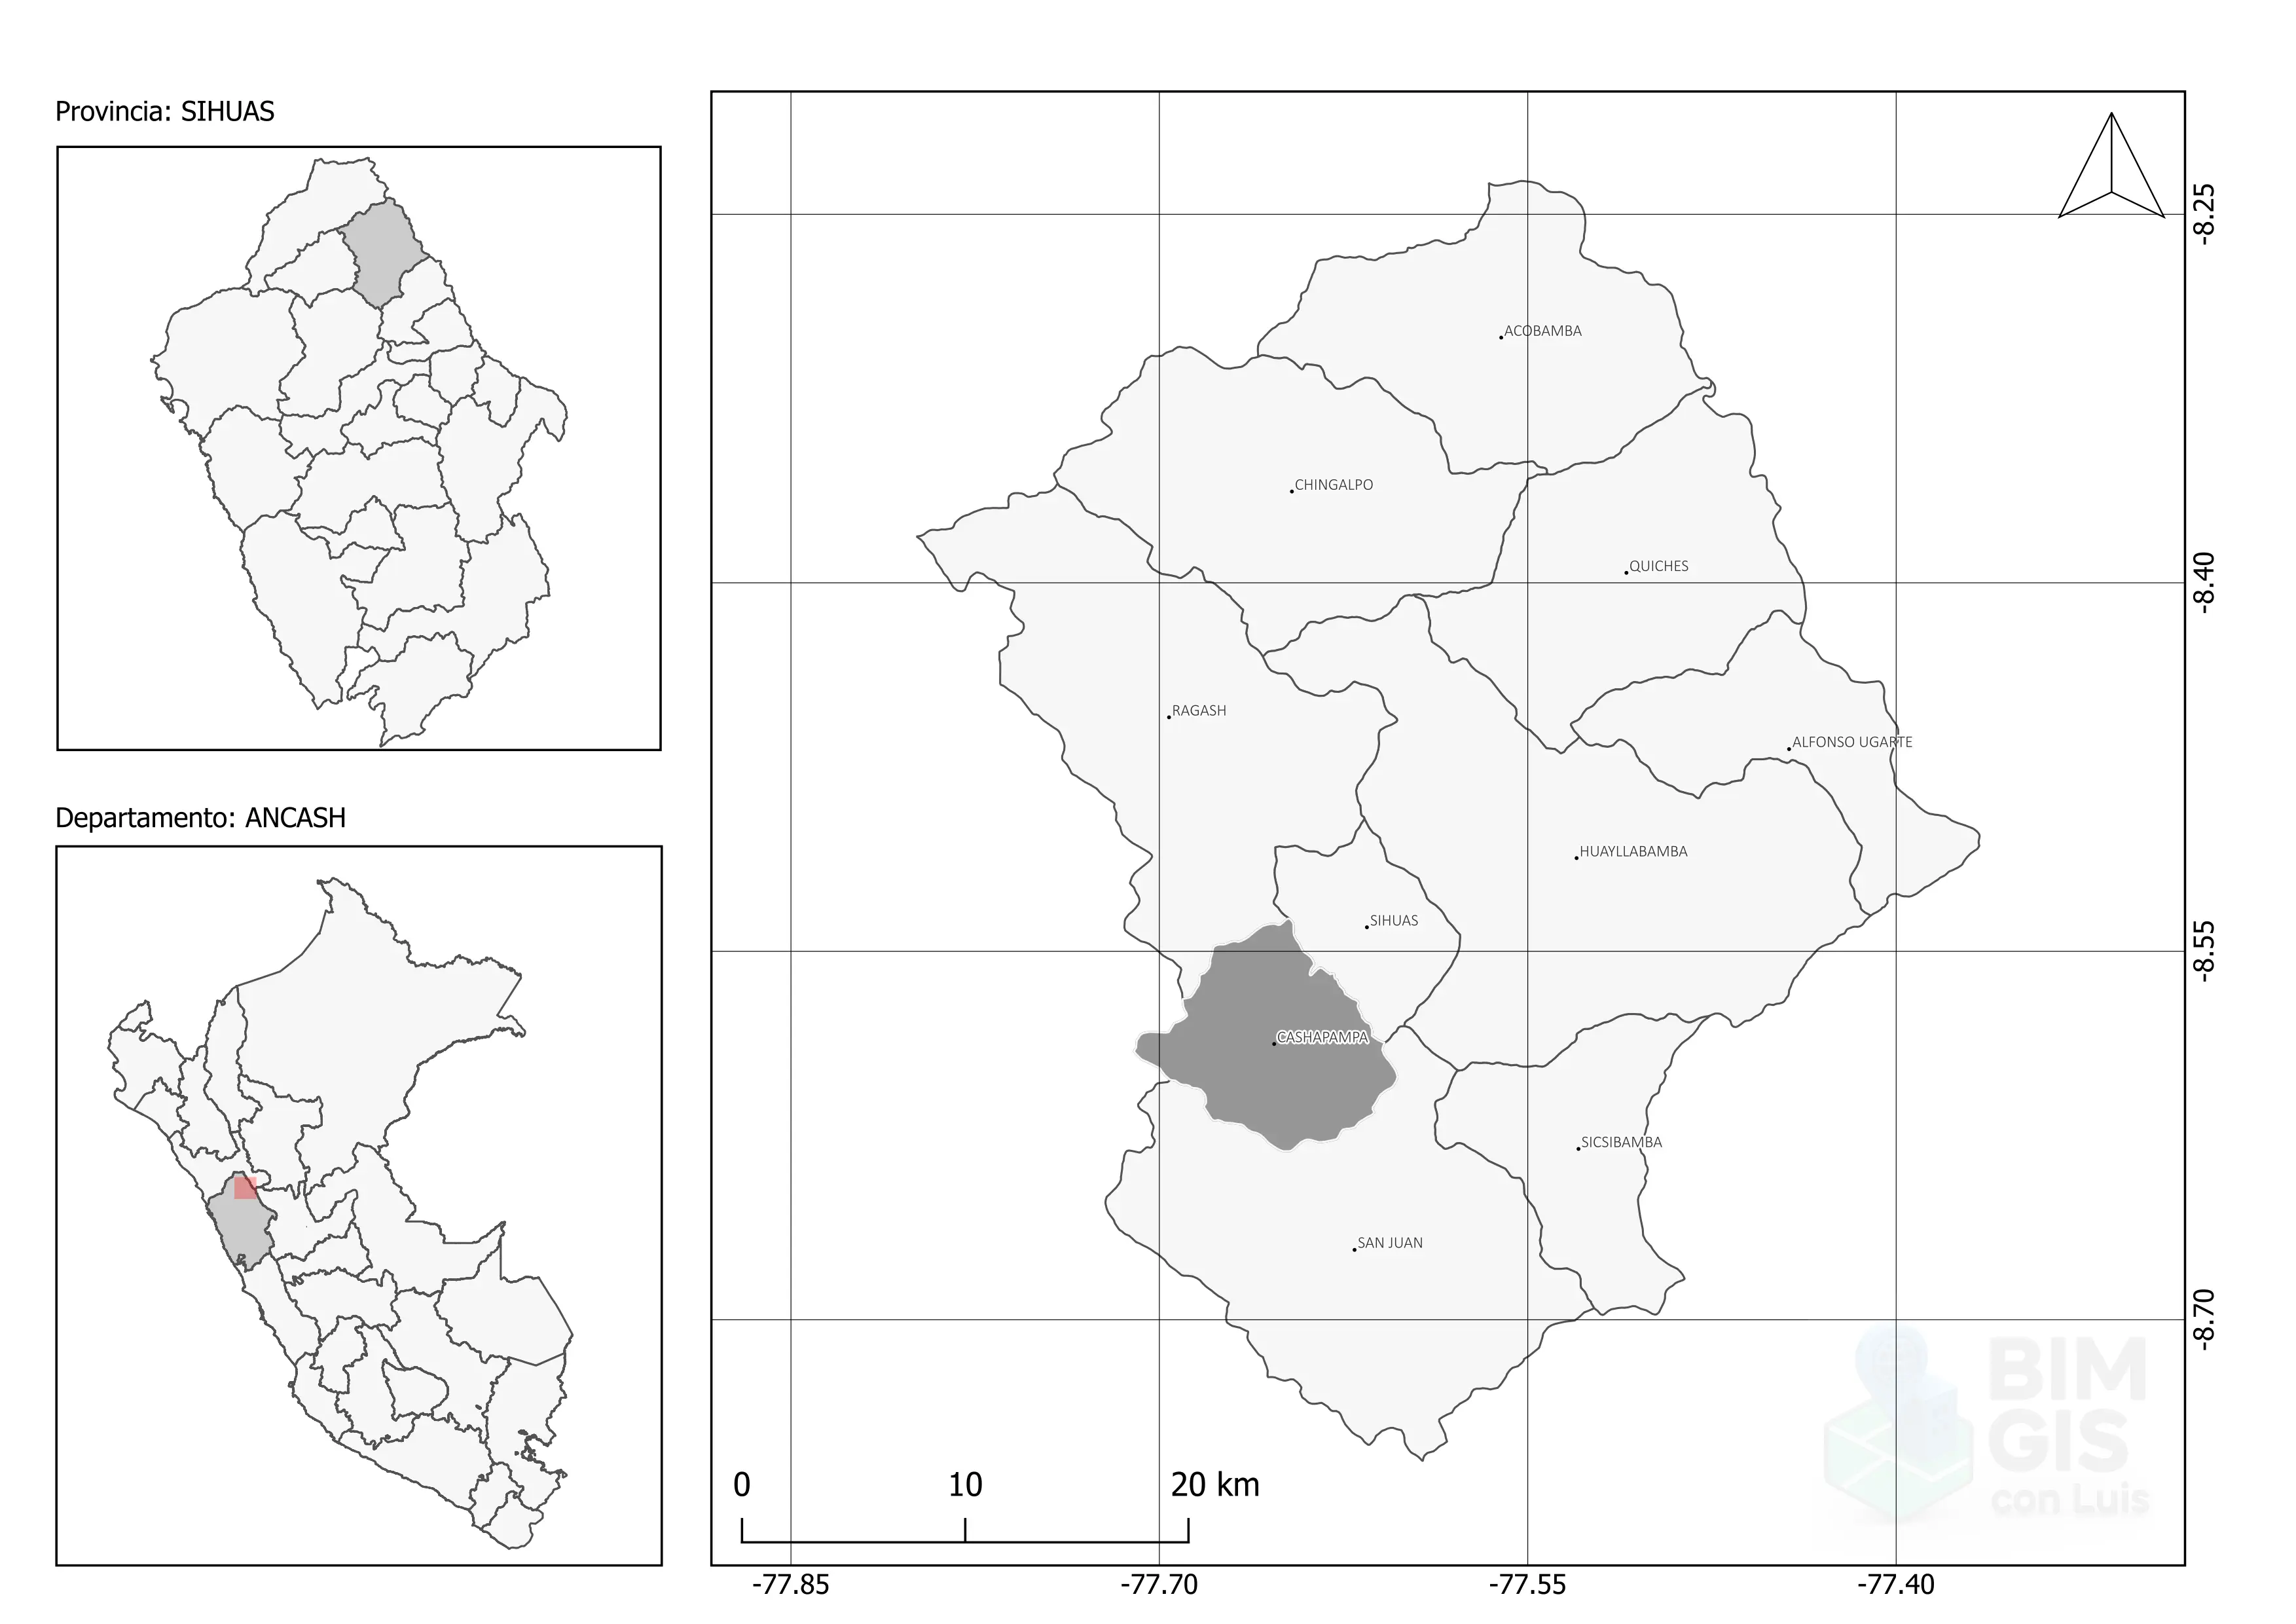 Provincia: SIHUAS
Departamento: ANCASH
ACOBAMBA
CHINGALPO
QUICHES
RAGASH
ALFONSO UGARTE
HUAYLLABAMBA
SIHUAS
CASHAPAMPA
SICSIBAMBA
SAN JUAN
-8.25
-8.40
-8.55
-8.70
0 10 20 km
-77.85 -77.70 -77.55 -77.40
BIM
GIS
con Luis